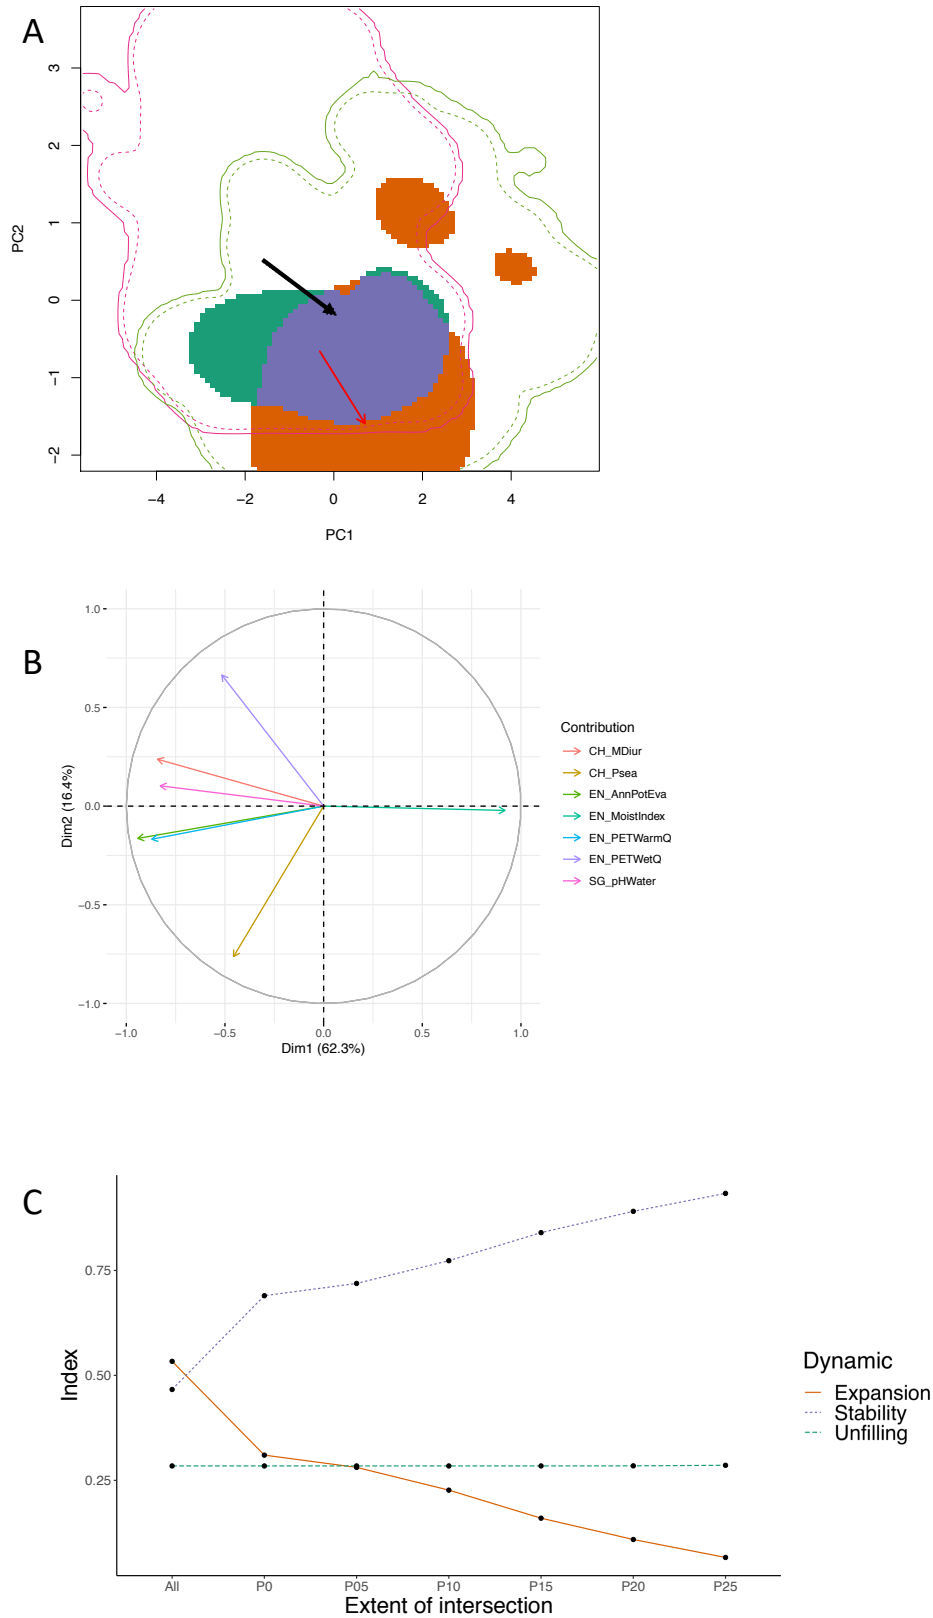 A
3
2
1
0
−1
−2
PC2
−4
−2
0
2
4
PC1
B
1.0
0.5
0.0
−0.5
−1.0
Dim2 (16.4%)
−1.0
−0.5
0.0
0.5
1.0
Dim1 (62.3%)
Contribution
CH_MDiur
CH_Psea
EN_AnnPotEva
EN_MoistIndex
EN_PETWarmQ
EN_PETWetQ
SG_pHWater
C
0.75
0.50
0.25
Index
All
P0
P05
P10
P15
P20
P25
Extent of intersection
Dynamic
Expansion
Stability
Unfilling